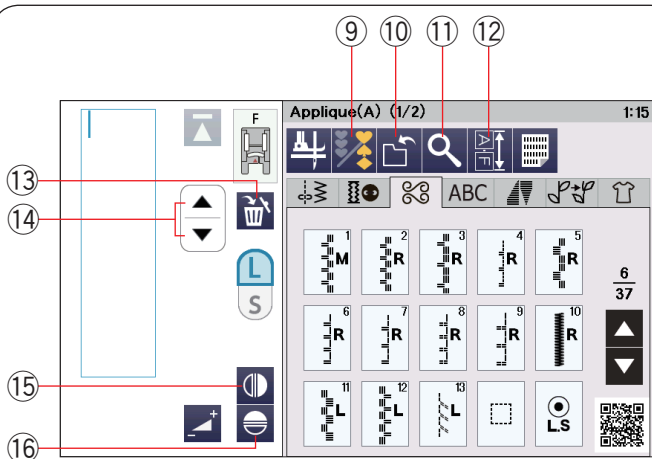 ⑨ ⑩ ⑪ ⑫
F
Applique(A) (1/2) 1:15
A
F
⑬
⑭
ABC
L
S
1 M
2 R
3 R
4 R
5 R
6
37
6 R
7 R
8 R
9 R
10 R
⑮
11 L
12 L
13 L
L.S
+
−
⑯